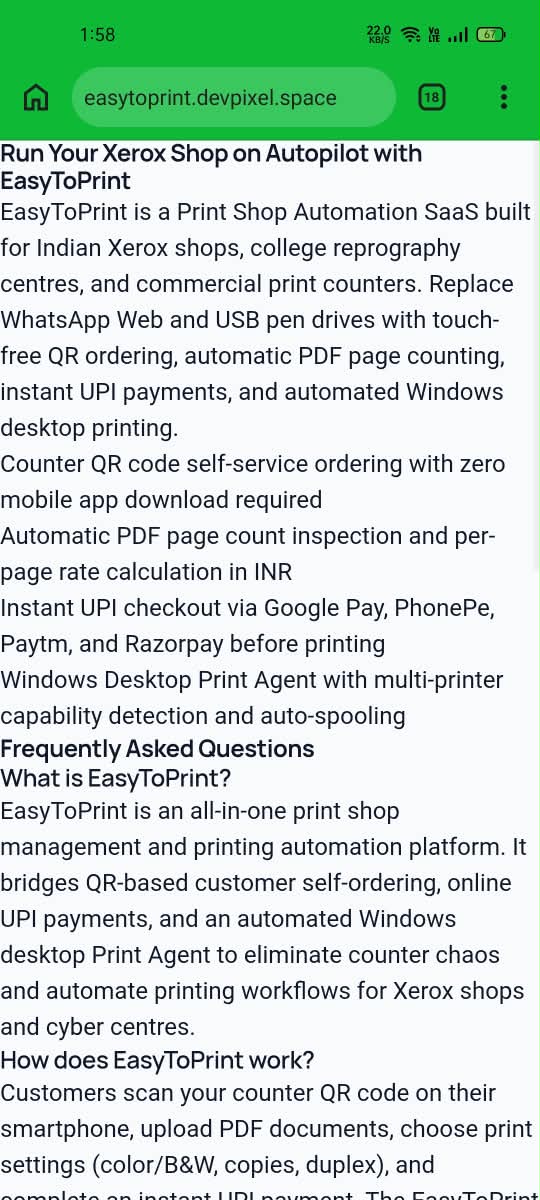 1:58
22.0
KB/S
Vo
LTE
67
easytoprint.devpixel.space
18
Run Your Xerox Shop on Autopilot with
EasyToPrint
EasyToPrint is a Print Shop Automation SaaS built
for Indian Xerox shops, college reprography
centres, and commercial print counters. Replace
WhatsApp Web and USB pen drives with touch-
free QR ordering, automatic PDF page counting,
instant UPI payments, and automated Windows
desktop printing.
Counter QR code self-service ordering with zero
mobile app download required
Automatic PDF page count inspection and per-
page rate calculation in INR
Instant UPI checkout via Google Pay, PhonePe,
Paytm, and Razorpay before printing
Windows Desktop Print Agent with multi-printer
capability detection and auto-spooling
Frequently Asked Questions
What is EasyToPrint?
EasyToPrint is an all-in-one print shop
management and printing automation platform. It
bridges QR-based customer self-ordering, online
UPI payments, and an automated Windows
desktop Print Agent to eliminate counter chaos
and automate printing workflows for Xerox shops
and cyber centres.
How does EasyToPrint work?
Customers scan your counter QR code on their
smartphone, upload PDF documents, choose print
settings (color/B&W, copies, duplex), and
complete an instant UPI payment. The EasyToPrint